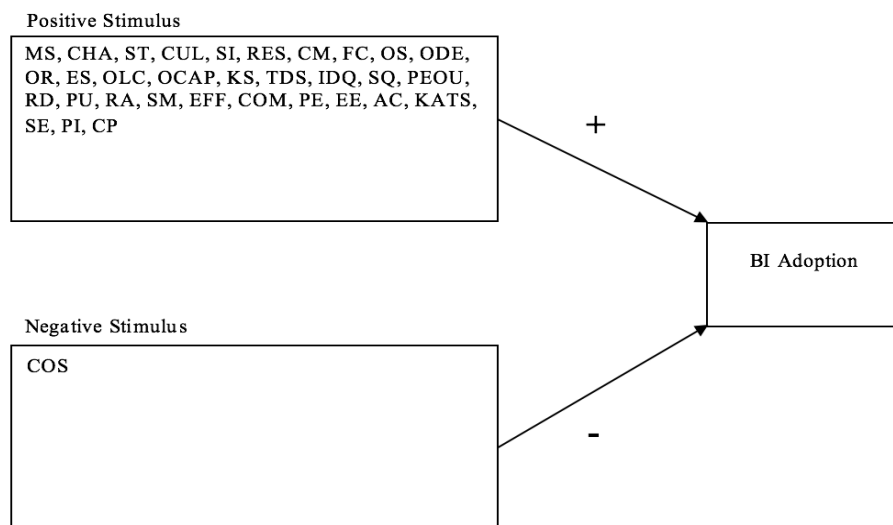 Positive Stimulus
MS, CHA, ST, CUL, SI, RES, CM, FC, OS, ODE,
OR, ES, OLC, OCAP, KS, TDS, IDQ, SQ, PEOU,
RD, PU, RA, SM, EFF, COM, PE, EE, AC, KATS,
SE, PI, CP
+
BI Adoption
Negative Stimulus
COS
-